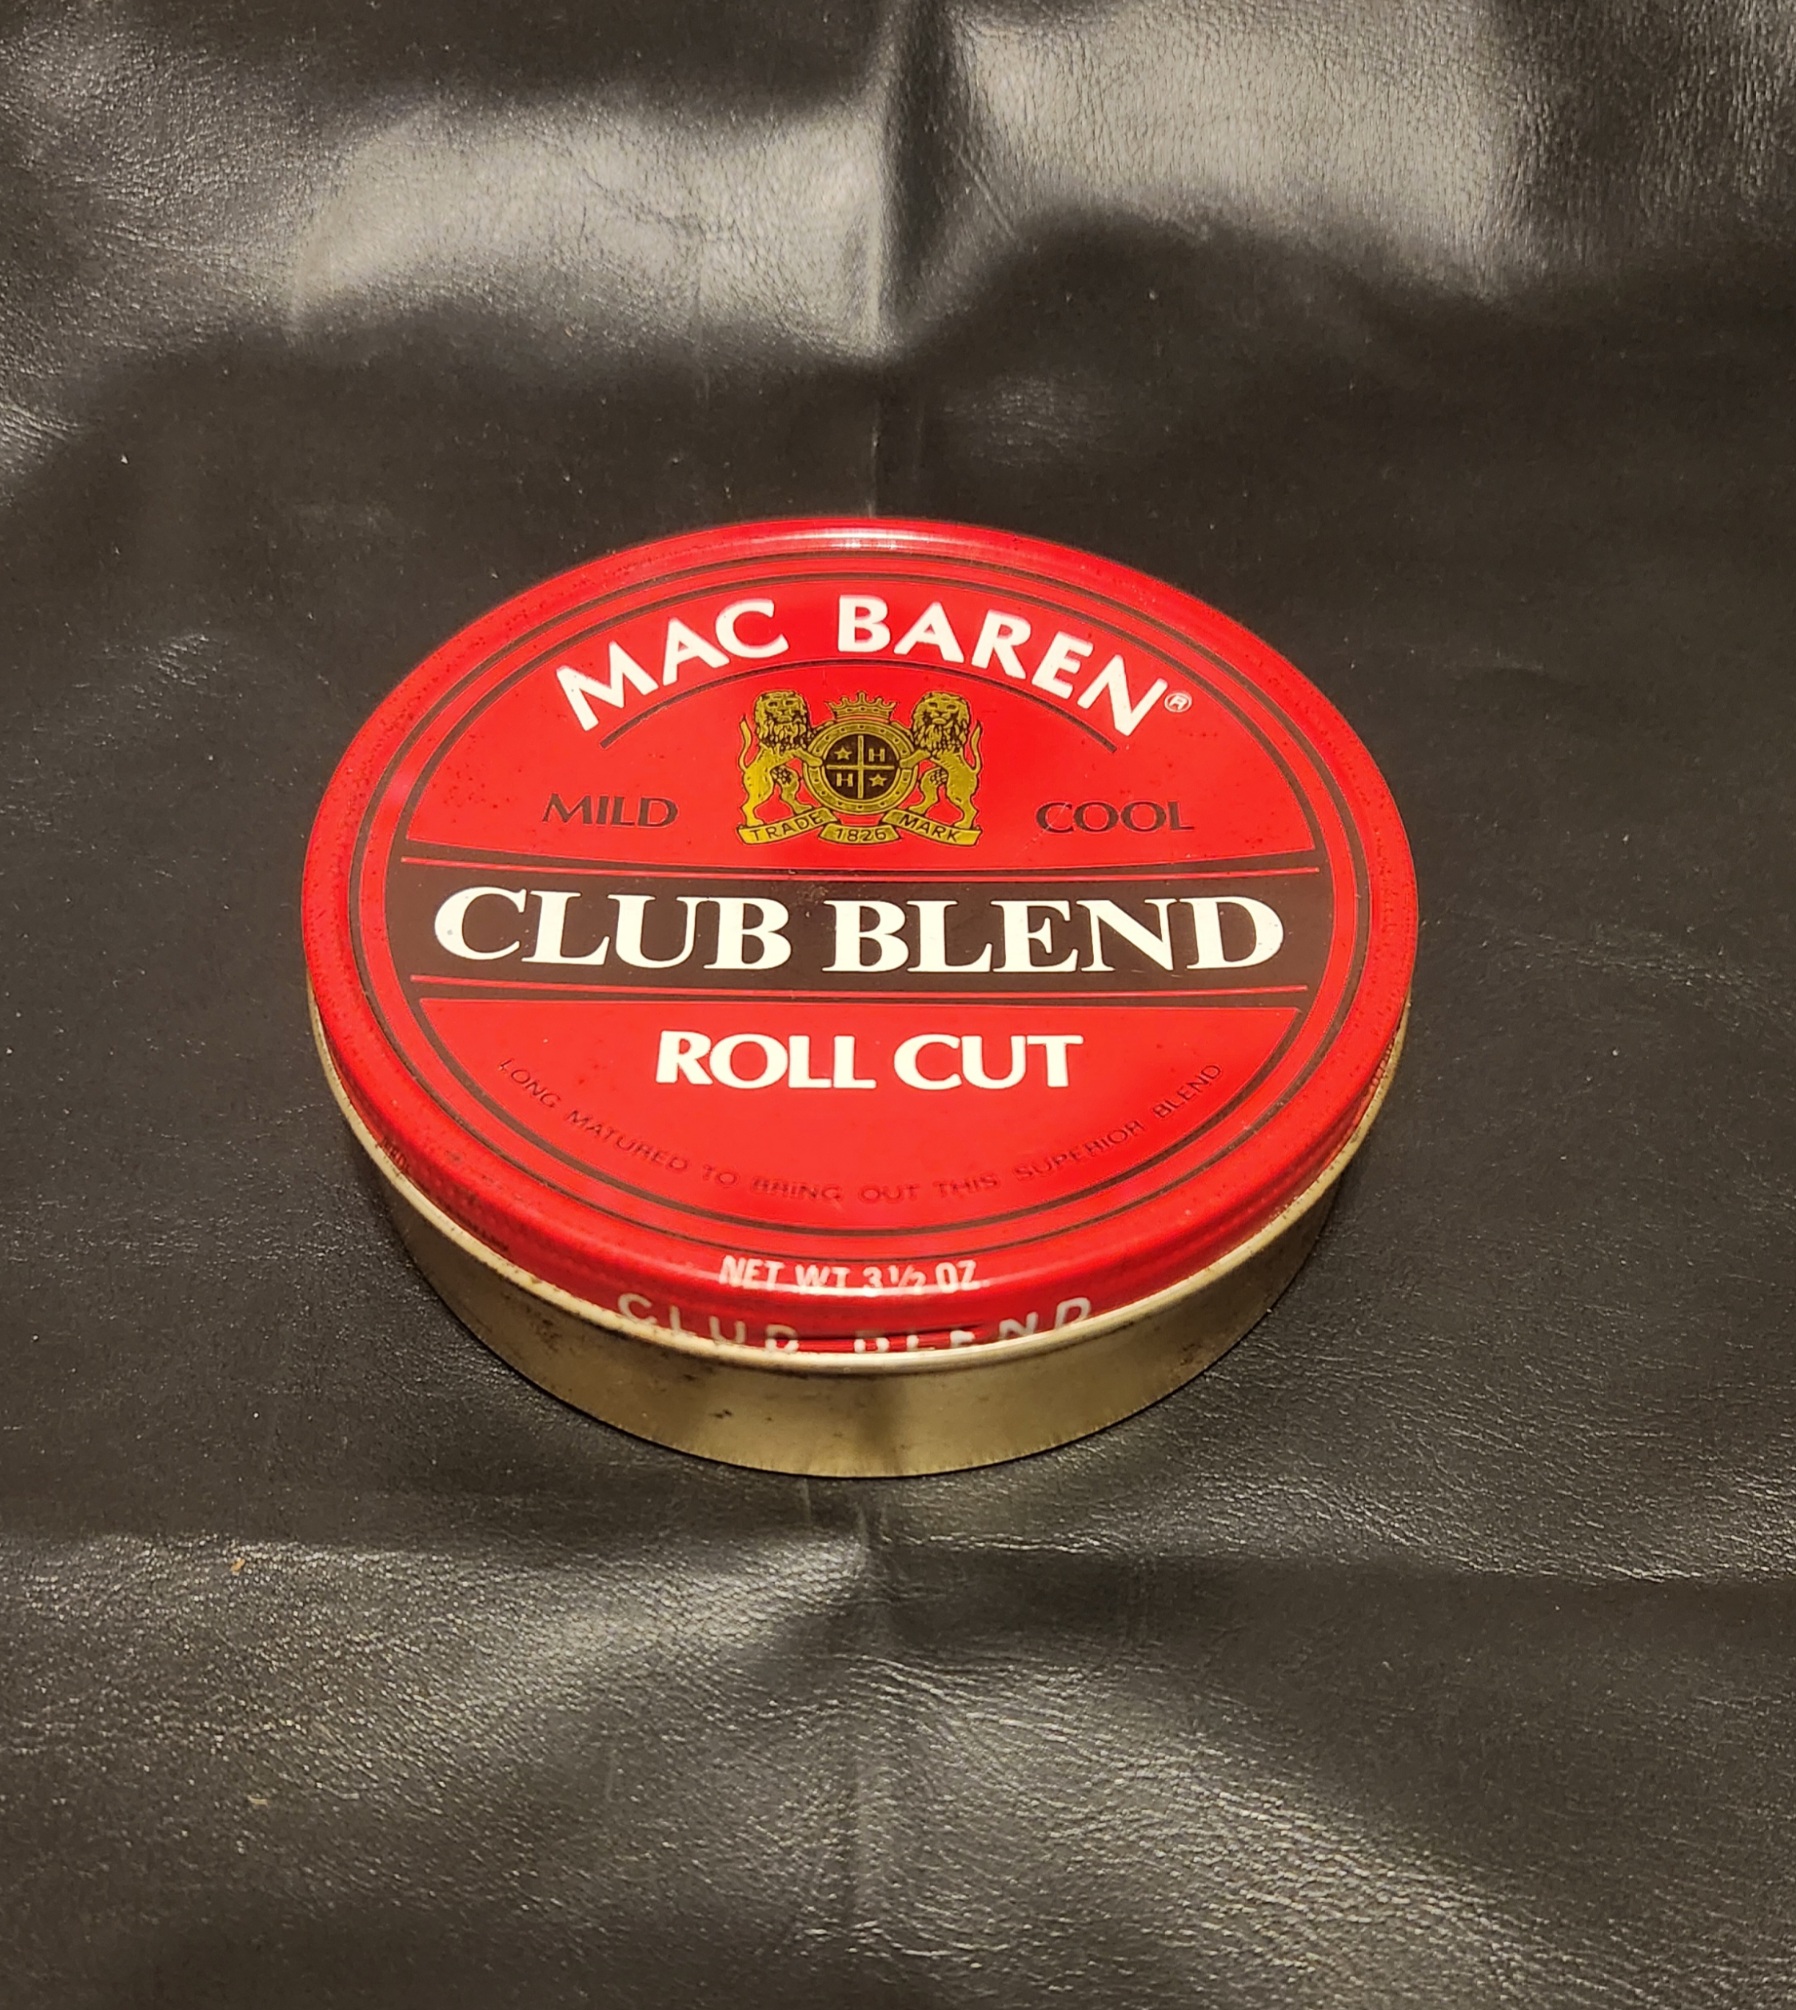 MAC BAREN®
H
H
MILD
COOL
TRADE 1826 MARK
CLUB BLEND
ROLL CUT
LONG MATURED TO BRING OUT THIS SUPERIOR BLEND
NET WT 3½ OZ.
CLUB BLEND